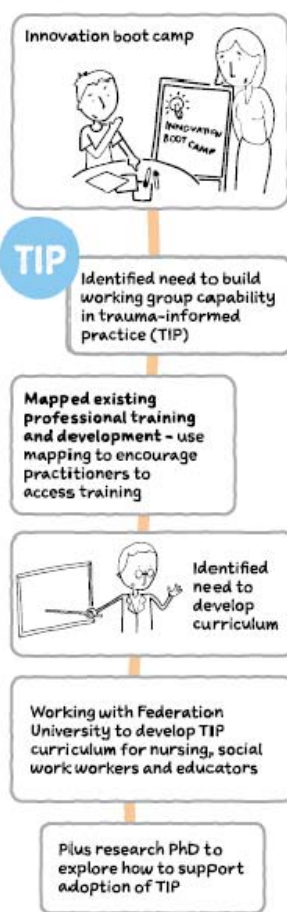 Innovation boot camp
INNOVATION
BOOT CAMP
TIP
Identified need to build
working group capability
in trauma-informed
practice (TIP)
Mapped existing
professional training
and development – use
mapping to encourage
practitioners to
access training
Identified
need to
develop
curriculum
Working with Federation
University to develop TIP
curriculum for nursing, social
work workers and educators
Plus research PhD to
explore how to support
adoption of TIP